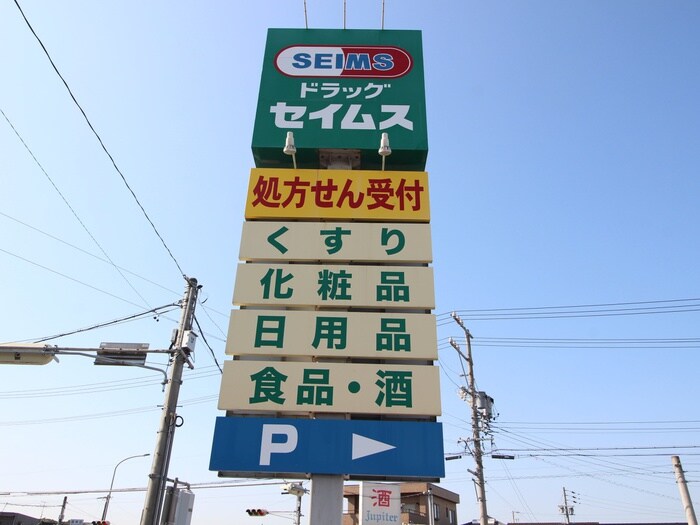 SEIMS
ドラッグ
セイムス
処方せん受付
くすり
化粧品
日用品
食品・酒
P
酒
Jupiter